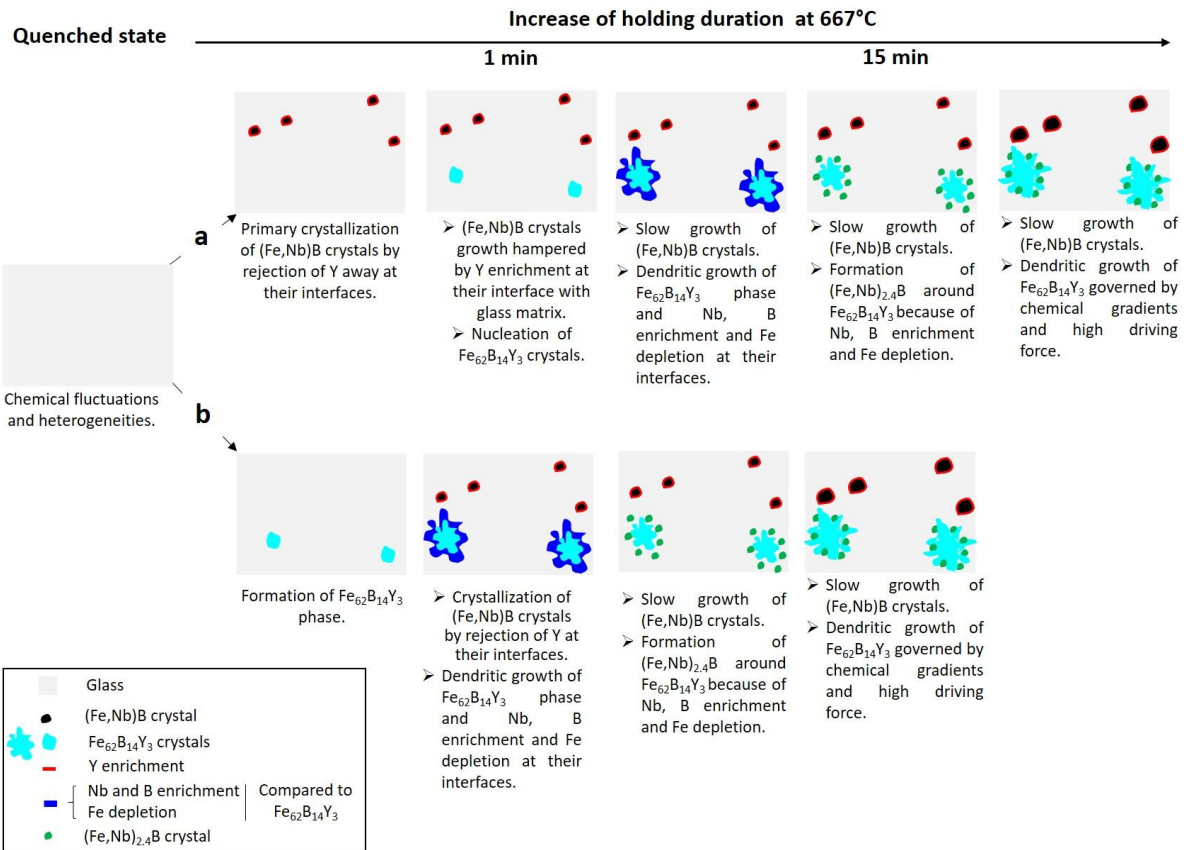 Increase of holding duration at 667°C
Quenched state
1 min
15 min
a
Primary crystallization
of (Fe,Nb)B crystals by
rejection of Y away at
their interfaces.
➢ (Fe,Nb)B crystals
growth hampered
by Y enrichment at
their interface with
glass matrix.
➢ Nucleation of
Fe₆₂B₁₄Y₃ crystals.
➢ Slow growth of
(Fe,Nb)B crystals.
➢ Dendritic growth of
Fe₆₂B₁₄Y₃ phase
and Nb, B
enrichment and Fe
depletion at their
interfaces.
➢ Slow growth of
(Fe,Nb)B crystals.
➢ Formation of
(Fe,Nb)₂.₄B around
Fe₆₂B₁₄Y₃ because of
Nb, B enrichment
and Fe depletion.
➢ Slow growth of
(Fe,Nb)B crystals.
➢ Dendritic growth of
Fe₆₂B₁₄Y₃ governed by
chemical gradients
and high driving
force.
Chemical fluctuations
and heterogeneities.
b
Formation of Fe₆₂B₁₄Y₃
phase.
➢ Crystallization of
(Fe,Nb)B crystals
by rejection of Y at
their interfaces.
➢ Dendritic growth of
Fe₆₂B₁₄Y₃ phase
and Nb, B
enrichment and Fe
depletion at their
interfaces.
➢ Slow growth of
(Fe,Nb)B crystals.
➢ Formation of
(Fe,Nb)₂.₄B around
Fe₆₂B₁₄Y₃ because of
Nb, B enrichment
and Fe depletion.
➢ Slow growth of
(Fe,Nb)B crystals.
➢ Dendritic growth of
Fe₆₂B₁₄Y₃ governed by
chemical gradients
and high driving
force.
Glass
(Fe,Nb)B crystal
Fe₆₂B₁₄Y₃ crystals
Y enrichment
Nb and B enrichment
Fe depletion
Compared to
Fe₆₂B₁₄Y₃
(Fe,Nb)₂.₄B crystal